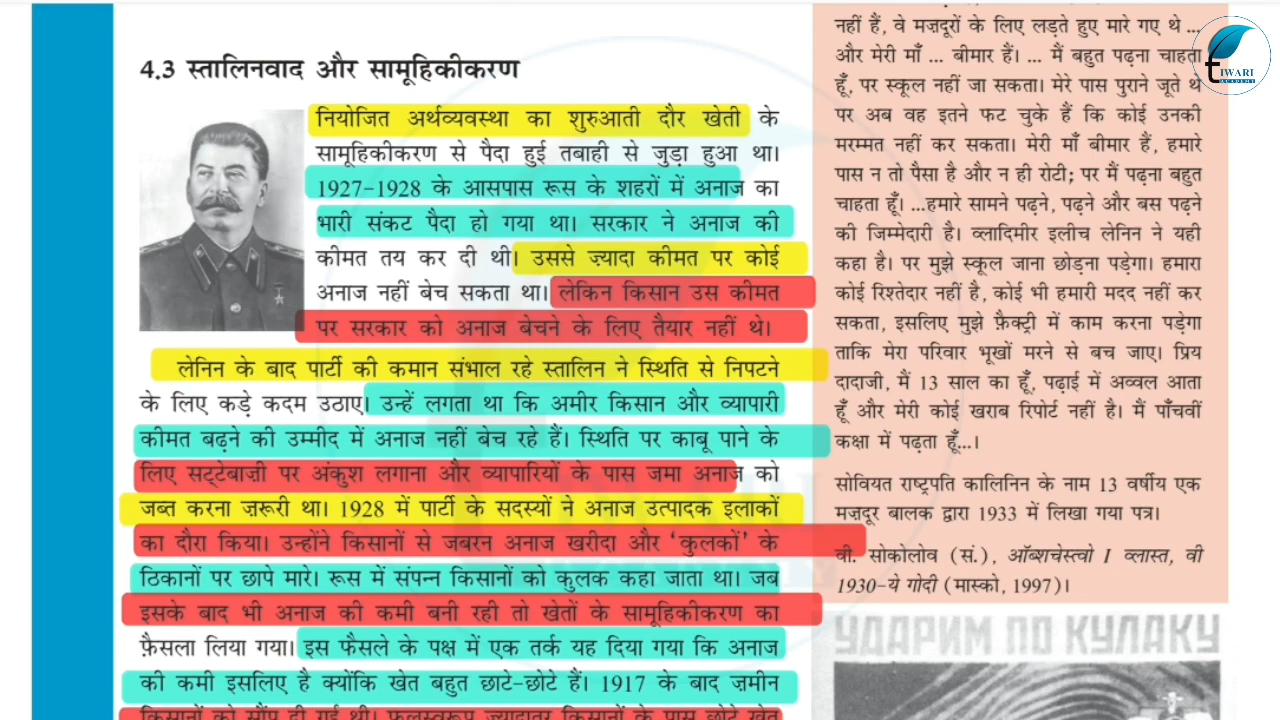 4.3 स्तालिनवाद और सामूहिकीकरण
नियोजित अर्थव्यवस्था का शुरुआती दौर खेती के
सामूहिकीकरण से पैदा हुई तबाही से जुड़ा हुआ था।
1927-1928 के आसपास रूस के शहरों में अनाज का
भारी संकट पैदा हो गया था। सरकार ने अनाज की
कीमत तय कर दी थी। उससे ज़्यादा कीमत पर कोई
अनाज नहीं बेच सकता था। लेकिन किसान उस कीमत
पर सरकार को अनाज बेचने के लिए तैयार नहीं थे।
लेनिन के बाद पार्टी की कमान संभाल रहे स्तालिन ने स्थिति से निपटने
के लिए कड़े कदम उठाए। उन्हें लगता था कि अमीर किसान और व्यापारी
कीमत बढ़ने की उम्मीद में अनाज नहीं बेच रहे हैं। स्थिति पर काबू पाने के
लिए सट्टेबाज़ी पर अंकुश लगाना और व्यापारियों के पास जमा अनाज को
जब्त करना ज़रूरी था। 1928 में पार्टी के सदस्यों ने अनाज उत्पादक इलाकों
का दौरा किया। उन्होंने किसानों से जबरन अनाज खरीदा और ‘कुलकों’ के
ठिकानों पर छापे मारे। रूस में संपन्न किसानों को कुलक कहा जाता था। जब
इसके बाद भी अनाज की कमी बनी रही तो खेतों के सामूहिकीकरण का
फ़ैसला लिया गया। इस फैसले के पक्ष में एक तर्क यह दिया गया कि अनाज
की कमी इसलिए है क्योंकि खेत बहुत छाटे-छोटे हैं। 1917 के बाद ज़मीन
किसानों को सौंप दी गई थी। फलस्वरूप ज़्यादातर किसानों के पास छोटे खेत
नहीं हैं, वे मज़दूरों के लिए लड़ते हुए मारे गए थे ...
और मेरी माँ ... बीमार हैं। ... मैं बहुत पढ़ना चाहता
हूँ, पर स्कूल नहीं जा सकता। मेरे पास पुराने जूते थे
पर अब वह इतने फट चुके हैं कि कोई उनकी
मरम्मत नहीं कर सकता। मेरी माँ बीमार हैं, हमारे
पास न तो पैसा है और न ही रोटी; पर मैं पढ़ना बहुत
चाहता हूँ। ...हमारे सामने पढ़ने, पढ़ने और बस पढ़ने
की जिम्मेदारी है। व्लादिमीर इलीच लेनिन ने यही
कहा है। पर मुझे स्कूल जाना छोड़ना पड़ेगा। हमारा
कोई रिश्तेदार नहीं है, कोई भी हमारी मदद नहीं कर
सकता, इसलिए मुझे फ़ैक्ट्री में काम करना पड़ेगा
ताकि मेरा परिवार भूखों मरने से बच जाए। प्रिय
दादाजी, मैं 13 साल का हूँ, पढ़ाई में अव्वल आता
हूँ और मेरी कोई खराब रिपोर्ट नहीं है। मैं पाँचवीं
कक्षा में पढ़ता हूँ...।
सोवियत राष्ट्रपति कालिनिन के नाम 13 वर्षीय एक
मज़दूर बालक द्वारा 1933 में लिखा गया पत्र।
वी. सोकोलोव (सं.), ऑब्शचेस्त्वो I व्लास्त, वी
1930-ये गोदी (मास्को, 1997)।
УДАРИМ ПО КУЛАКУ
TIWARI
ACADEMY